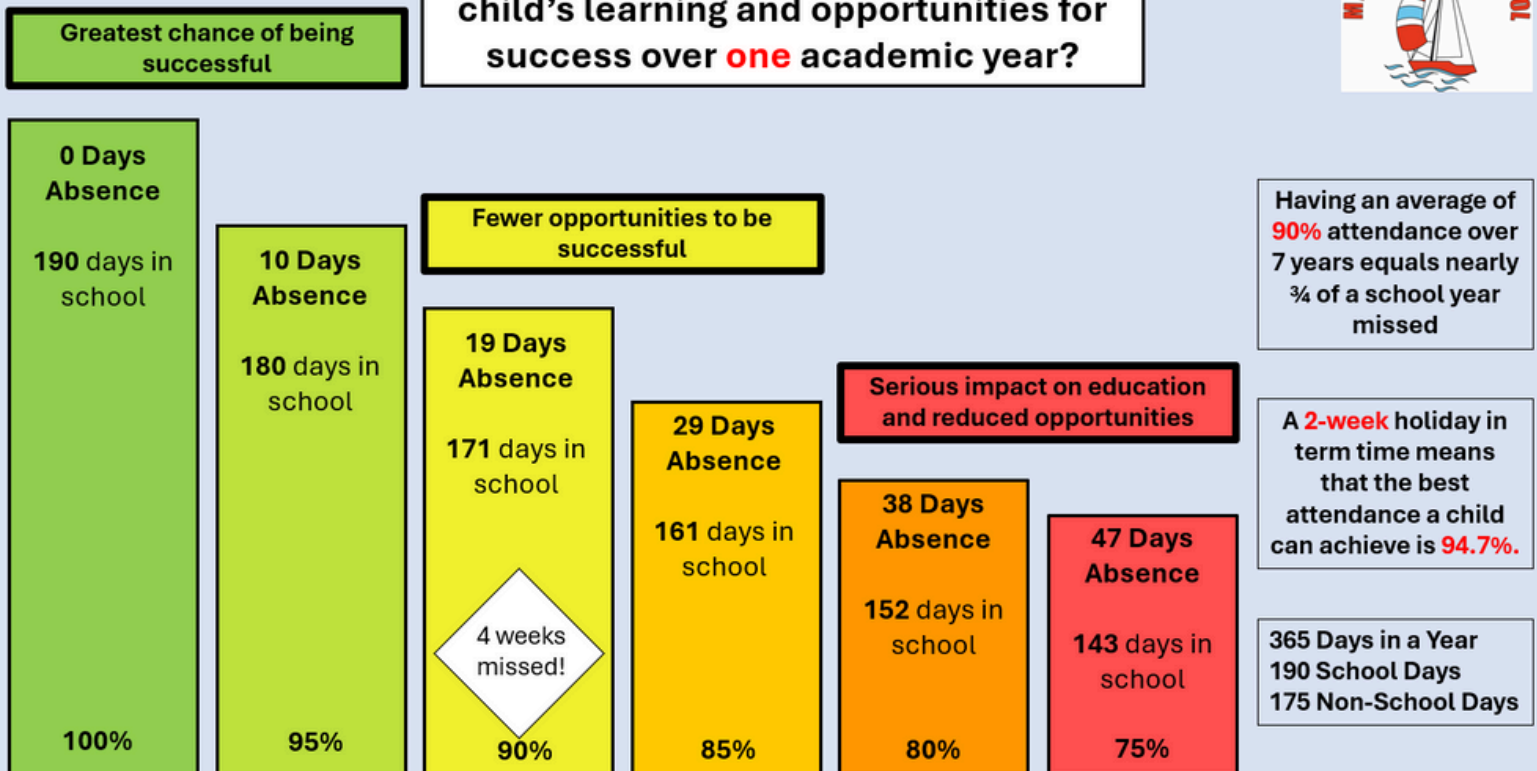 Greatest chance of being
successful
child’s learning and opportunities for
success over one academic year?
0 Days
Absence
190 days in
school
100%
10 Days
Absence
180 days in
school
95%
Fewer opportunities to be
successful
19 Days
Absence
171 days in
school
4 weeks
missed!
90%
29 Days
Absence
161 days in
school
85%
Serious impact on education
and reduced opportunities
38 Days
Absence
152 days in
school
80%
47 Days
Absence
143 days in
school
75%
Having an average of
90% attendance over
7 years equals nearly
¾ of a school year
missed
A 2-week holiday in
term time means
that the best
attendance a child
can achieve is 94.7%.
365 Days in a Year
190 School Days
175 Non-School Days